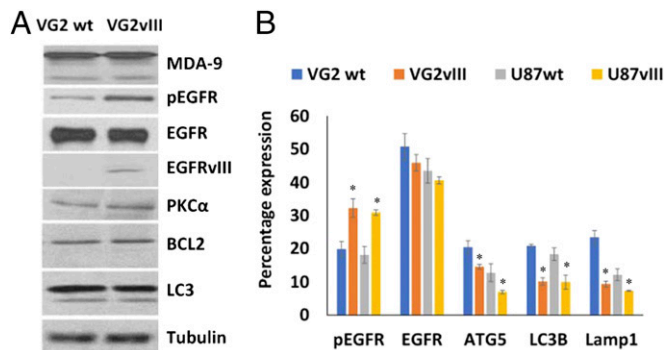 A
VG2 wt VG2vIII
MDA-9
pEGFR
EGFR
EGFRvIII
PKCα
BCL2
LC3
Tubulin
B
VG2 wt VG2vIII U87wt U87vIII
Percentage expression
60
50
40
30
20
10
0
* * * * * * * *
pEGFR EGFR ATG5 LC3B Lamp1